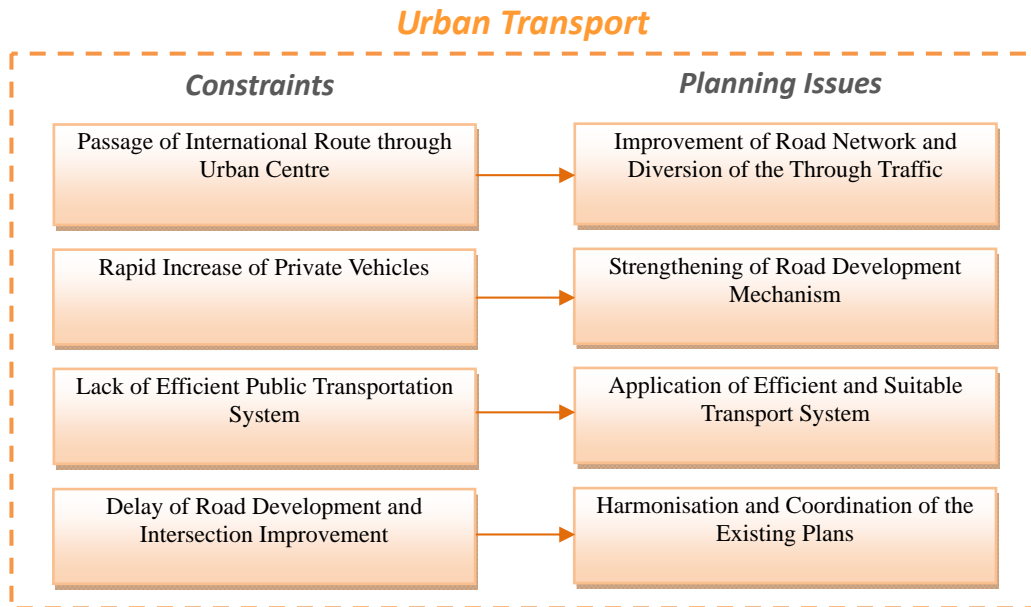 Urban Transport
Constraints
Planning Issues
Passage of International Route through
Urban Centre
Improvement of Road Network and
Diversion of the Through Traffic
Rapid Increase of Private Vehicles
Strengthening of Road Development
Mechanism
Lack of Efficient Public Transportation
System
Application of Efficient and Suitable
Transport System
Delay of Road Development and
Intersection Improvement
Harmonisation and Coordination of the
Existing Plans